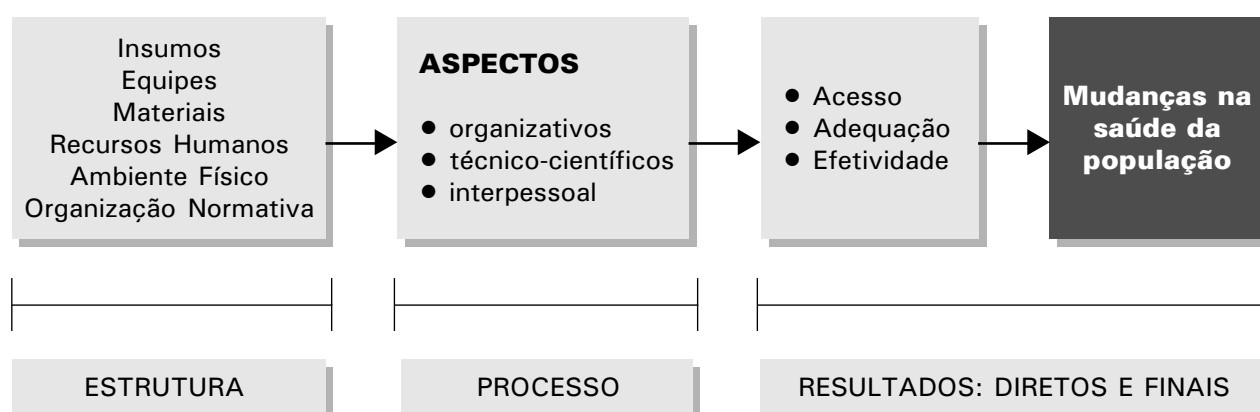 Insumos
Equipes
Materiais
Recursos Humanos
Ambiente Físico
Organização Normativa
ASPECTOS
● organizativos
● técnico-científicos
● interpessoal
● Acesso
● Adequação
● Efetividade
Mudanças na
saúde da
população
ESTRUTURA
PROCESSO
RESULTADOS: DIRETOS E FINAIS